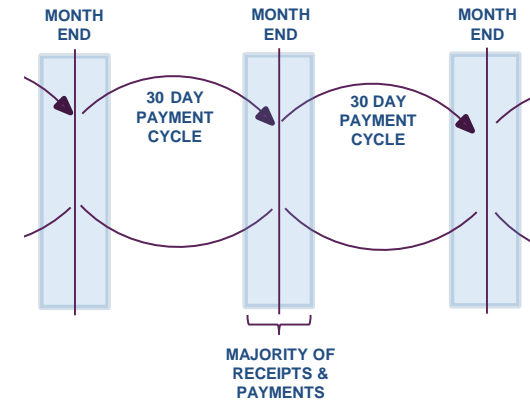 MONTH
END
MONTH
END
MONTH
END
30 DAY
PAYMENT
CYCLE
30 DAY
PAYMENT
CYCLE
MAJORITY OF
RECEIPTS &
PAYMENTS